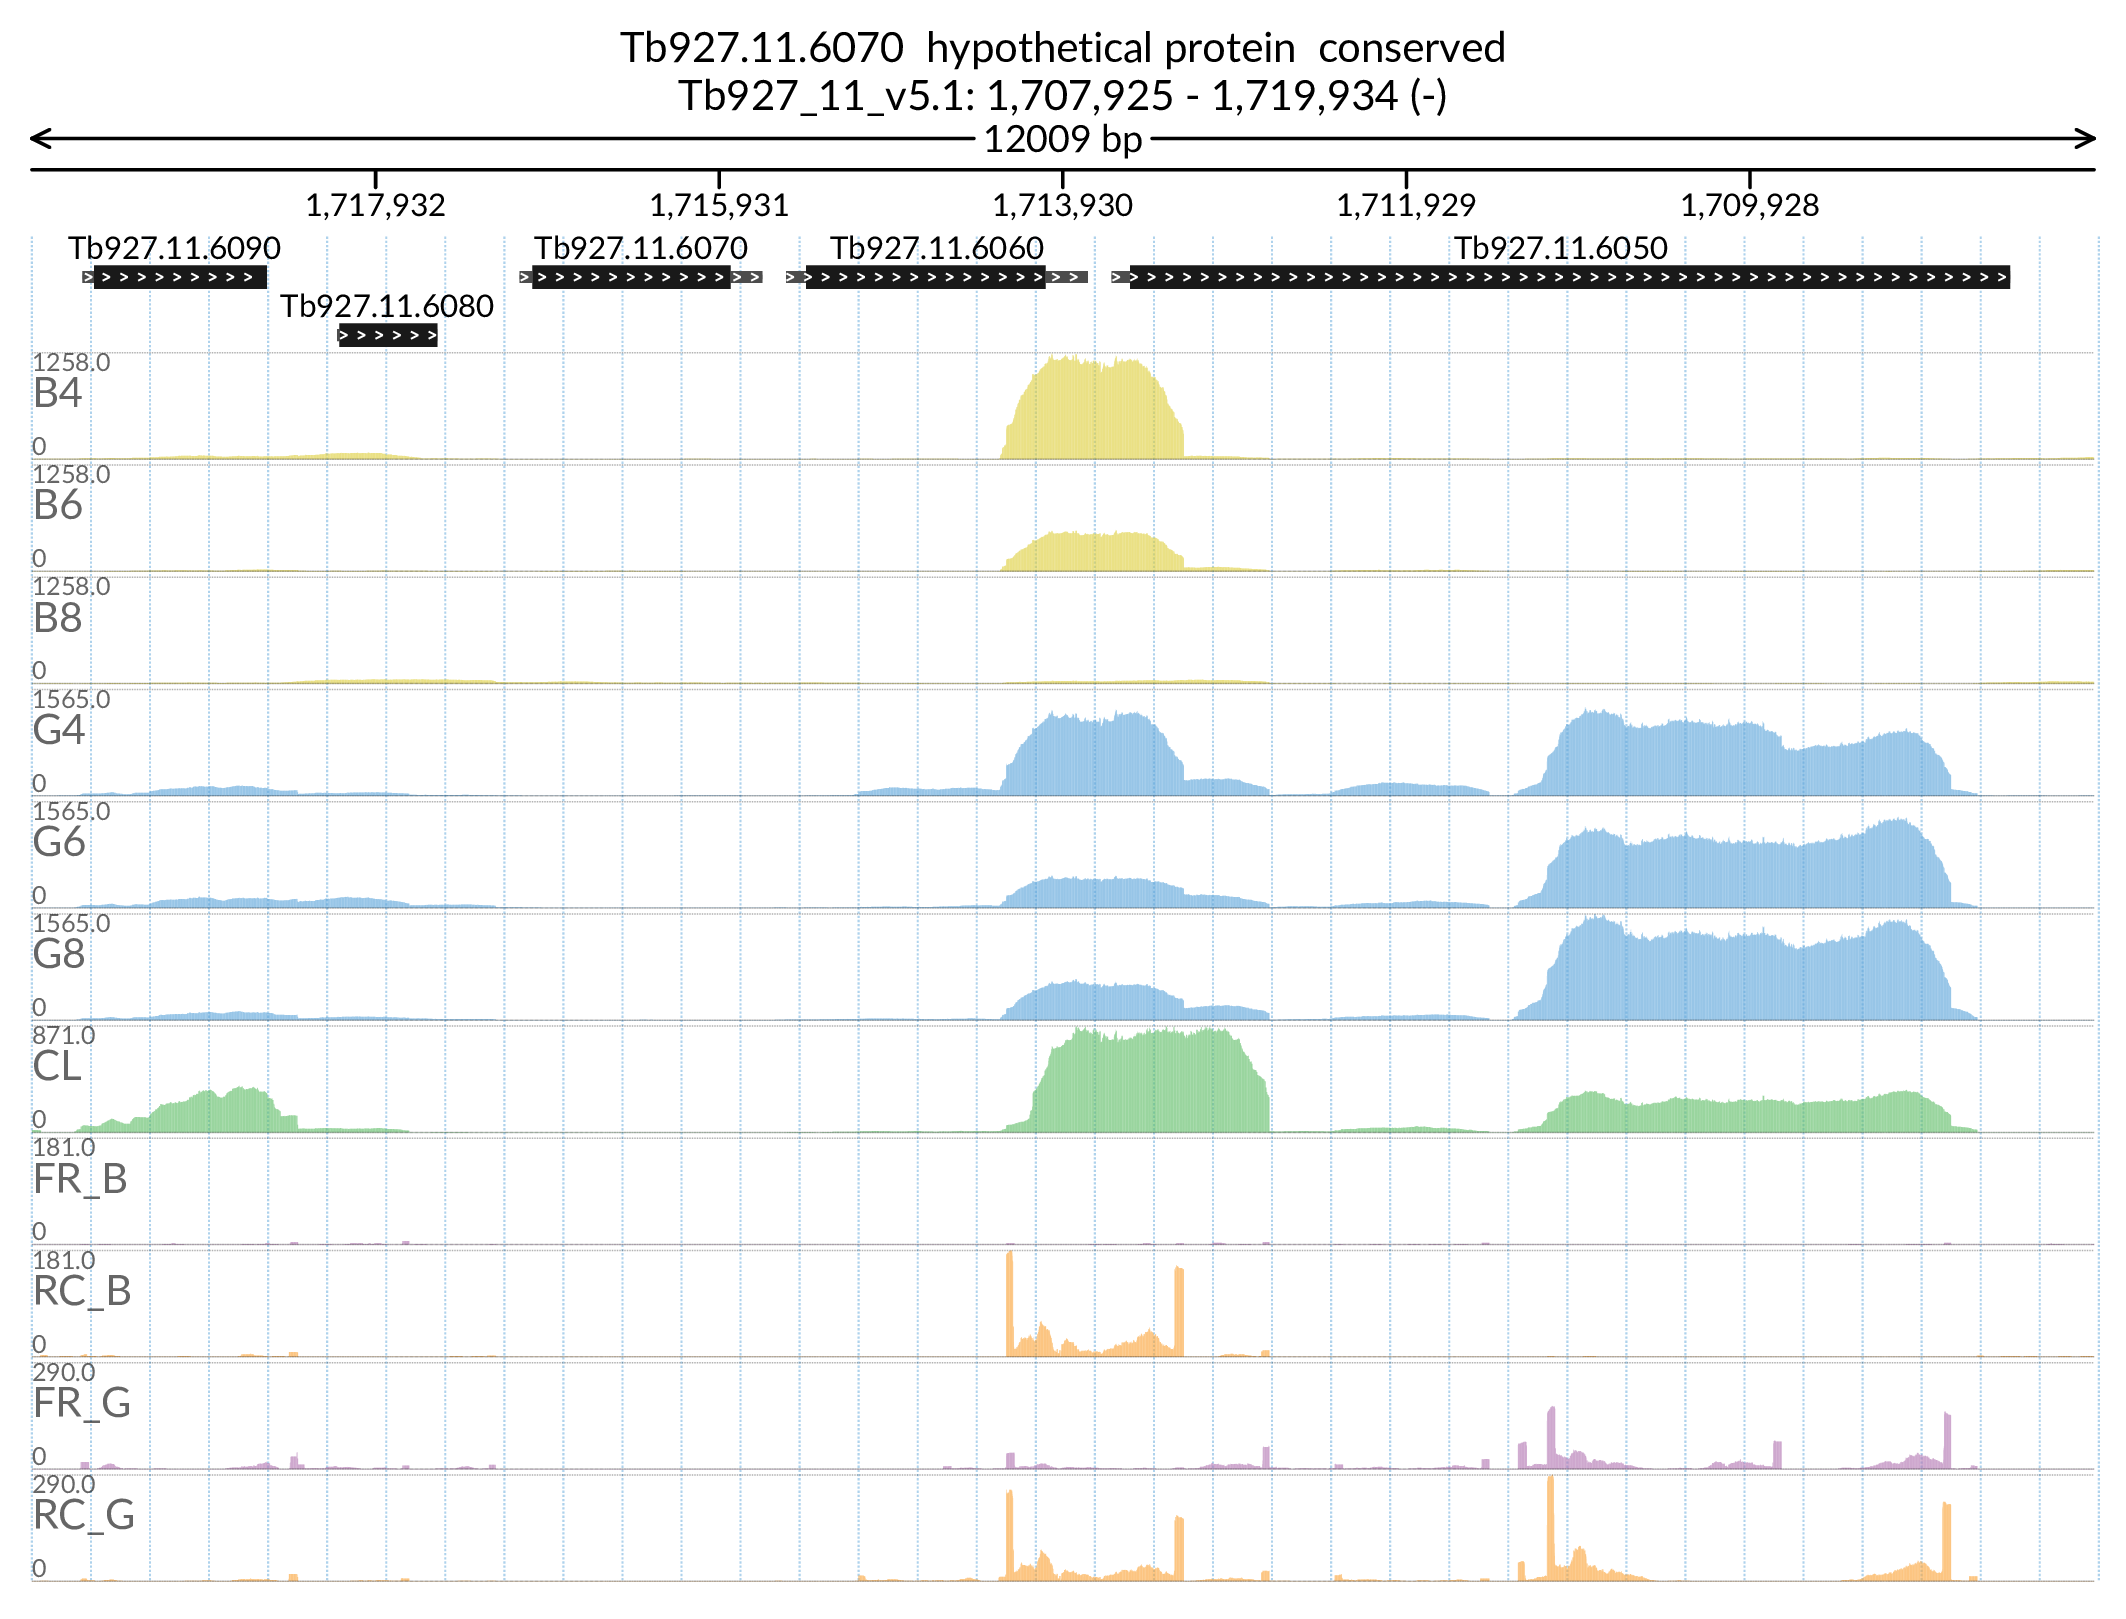 Tb927.11.6070  hypothetical protein  conserved
Tb927_11_v5.1: 1,707,925 - 1,719,934 (-)
12009 bp
1,717,932 1,715,931 1,713,930 1,711,929 1,709,928
Tb927.11.6090 Tb927.11.6070 Tb927.11.6060 Tb927.11.6050
Tb927.11.6080
1258.0
B4
0
1258.0
B6
0
1258.0
B8
0
1565.0
G4
0
1565.0
G6
0
1565.0
G8
0
871.0
CL
0
181.0
FR_B
0
181.0
RC_B
0
290.0
FR_G
0
290.0
RC_G
0